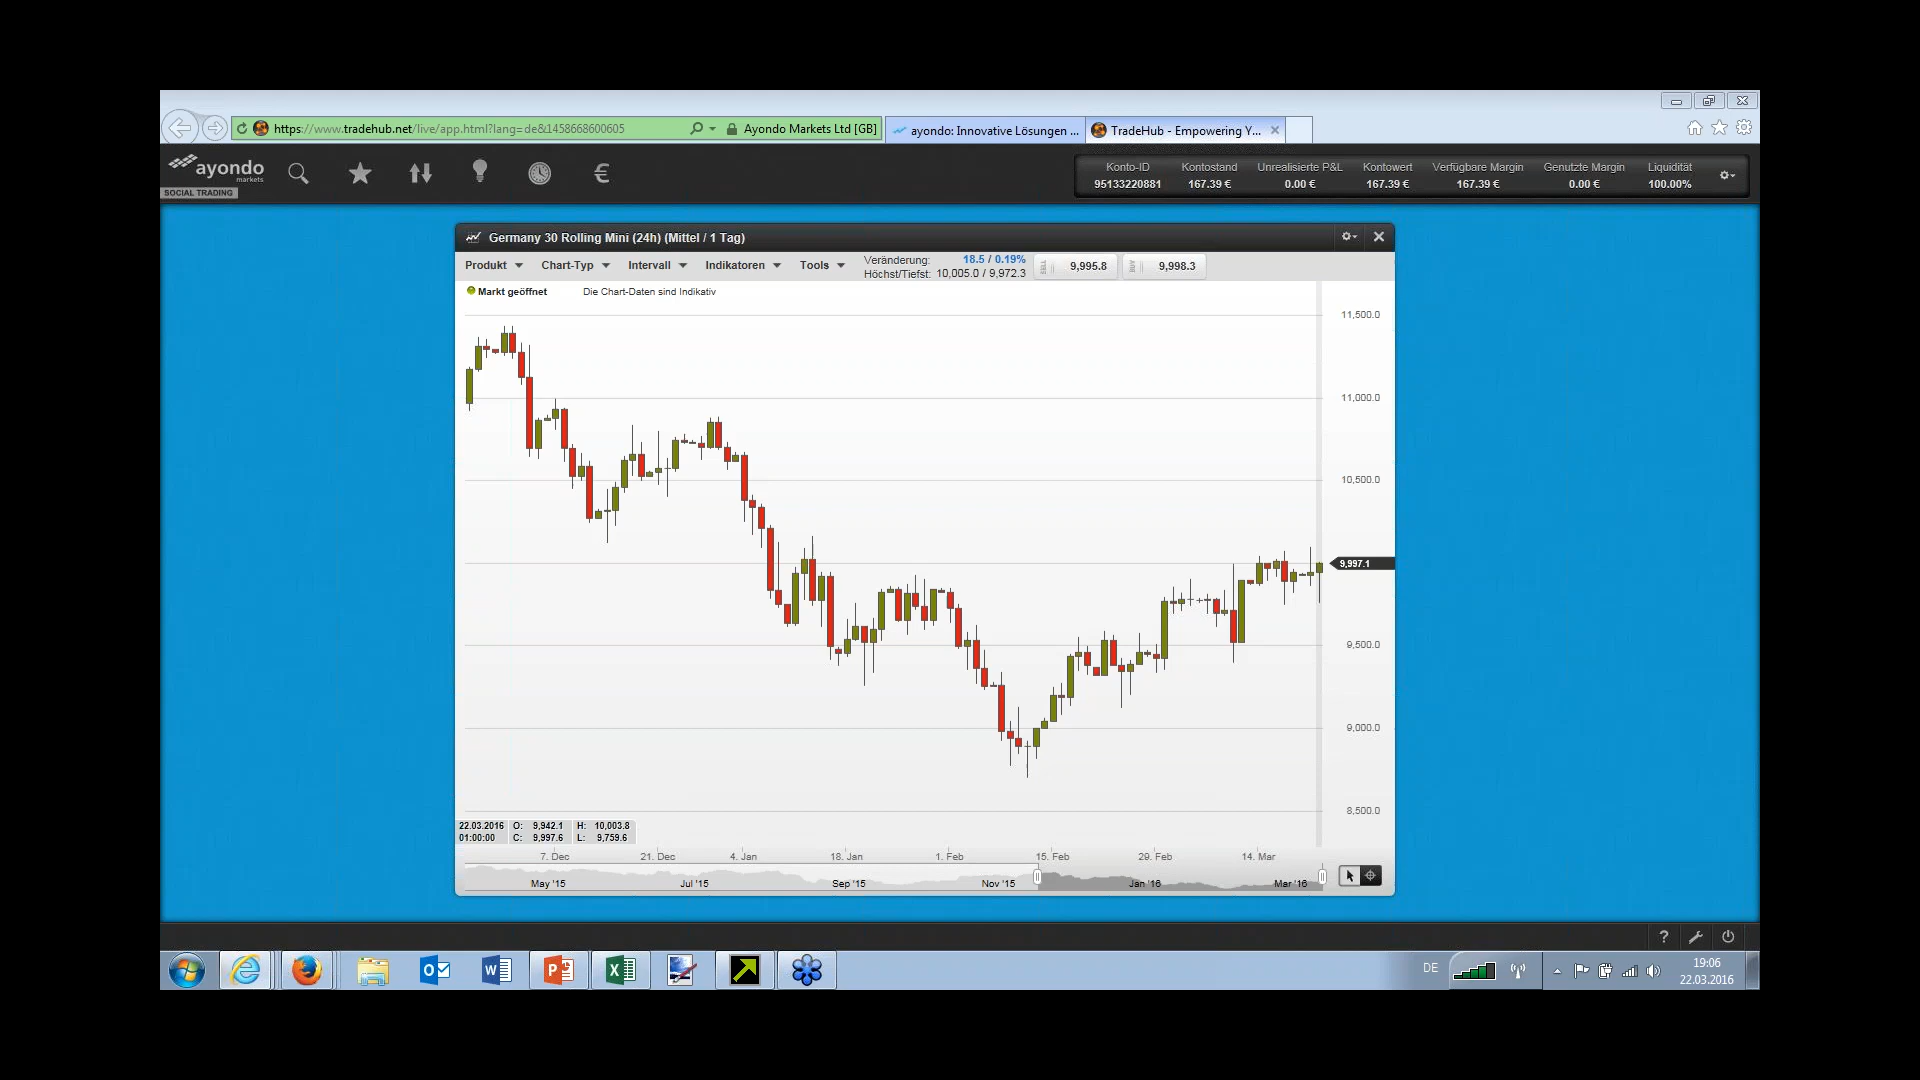 https://www.tradehub.net/live/app.html?lang=de&1458668600605
Ayondo Markets Ltd [GB]
ayondo: Innovative Lösungen ...
TradeHub - Empowering Y...
ayondo
markets
SOCIAL TRADING
€
Konto-ID Kontostand Unrealisierte P&L Kontowert Verfügbare Margin Genutzte Margin Liquidität
95133220881 167.39 € 0.00 € 167.39 € 167.39 € 0.00 € 100.00%
Germany 30 Rolling Mini (24h) (Mittel / 1 Tag)
Produkt Chart-Typ Intervall Indikatoren Tools
Veränderung: 18.5 / 0.19%
Höchst/Tiefst: 10,005.0 / 9,972.3
SELL 9,995.8
BUY 9,998.3
Markt geöffnet Die Chart-Daten sind Indikativ
11,500.0
11,000.0
10,500.0
9,997.1
9,500.0
9,000.0
8,500.0
22.03.2016 O: 9,942.1 H: 10,003.8
01:00:00 C: 9,997.6 L: 9,759.6
7. Dec 21. Dec 4. Jan 18. Jan 1. Feb 15. Feb 29. Feb 14. Mar
May '15 Jul '15 Sep '15 Nov '15 Jan '16 Mar '16
?
DE
19:06
22.03.2016